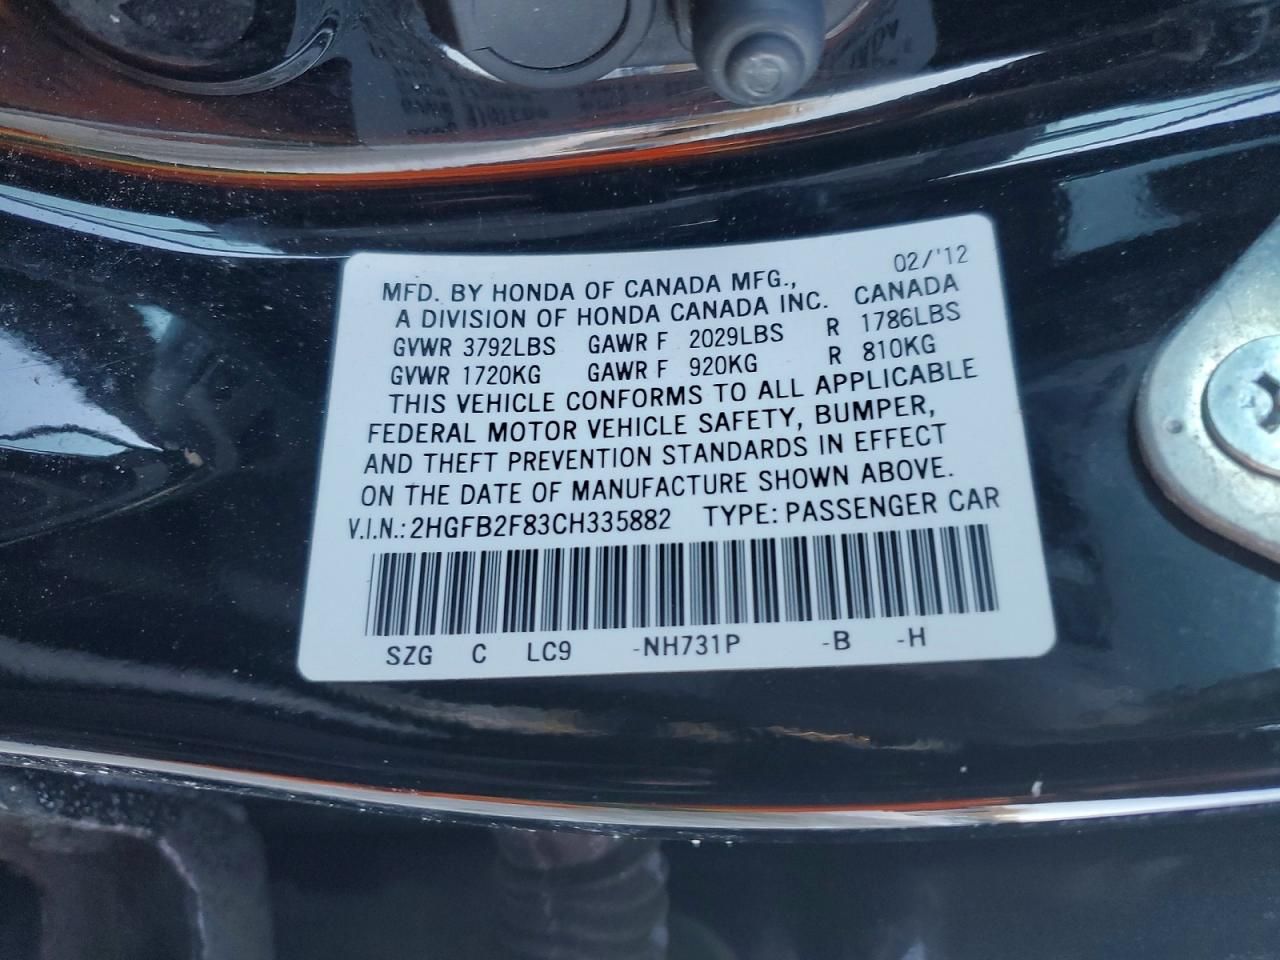 02/'12
MFD. BY HONDA OF CANADA MFG.,
A DIVISION OF HONDA CANADA INC. CANADA
GVWR 3792LBS GAWR F 2029LBS R 1786LBS
GVWR 1720KG GAWR F 920KG R 810KG
THIS VEHICLE CONFORMS TO ALL APPLICABLE
FEDERAL MOTOR VEHICLE SAFETY, BUMPER,
AND THEFT PREVENTION STANDARDS IN EFFECT
ON THE DATE OF MANUFACTURE SHOWN ABOVE.
V.I.N.: 2HGFB2F83CH335882 TYPE: PASSENGER CAR
SZG C LC9 -NH731P -B -H